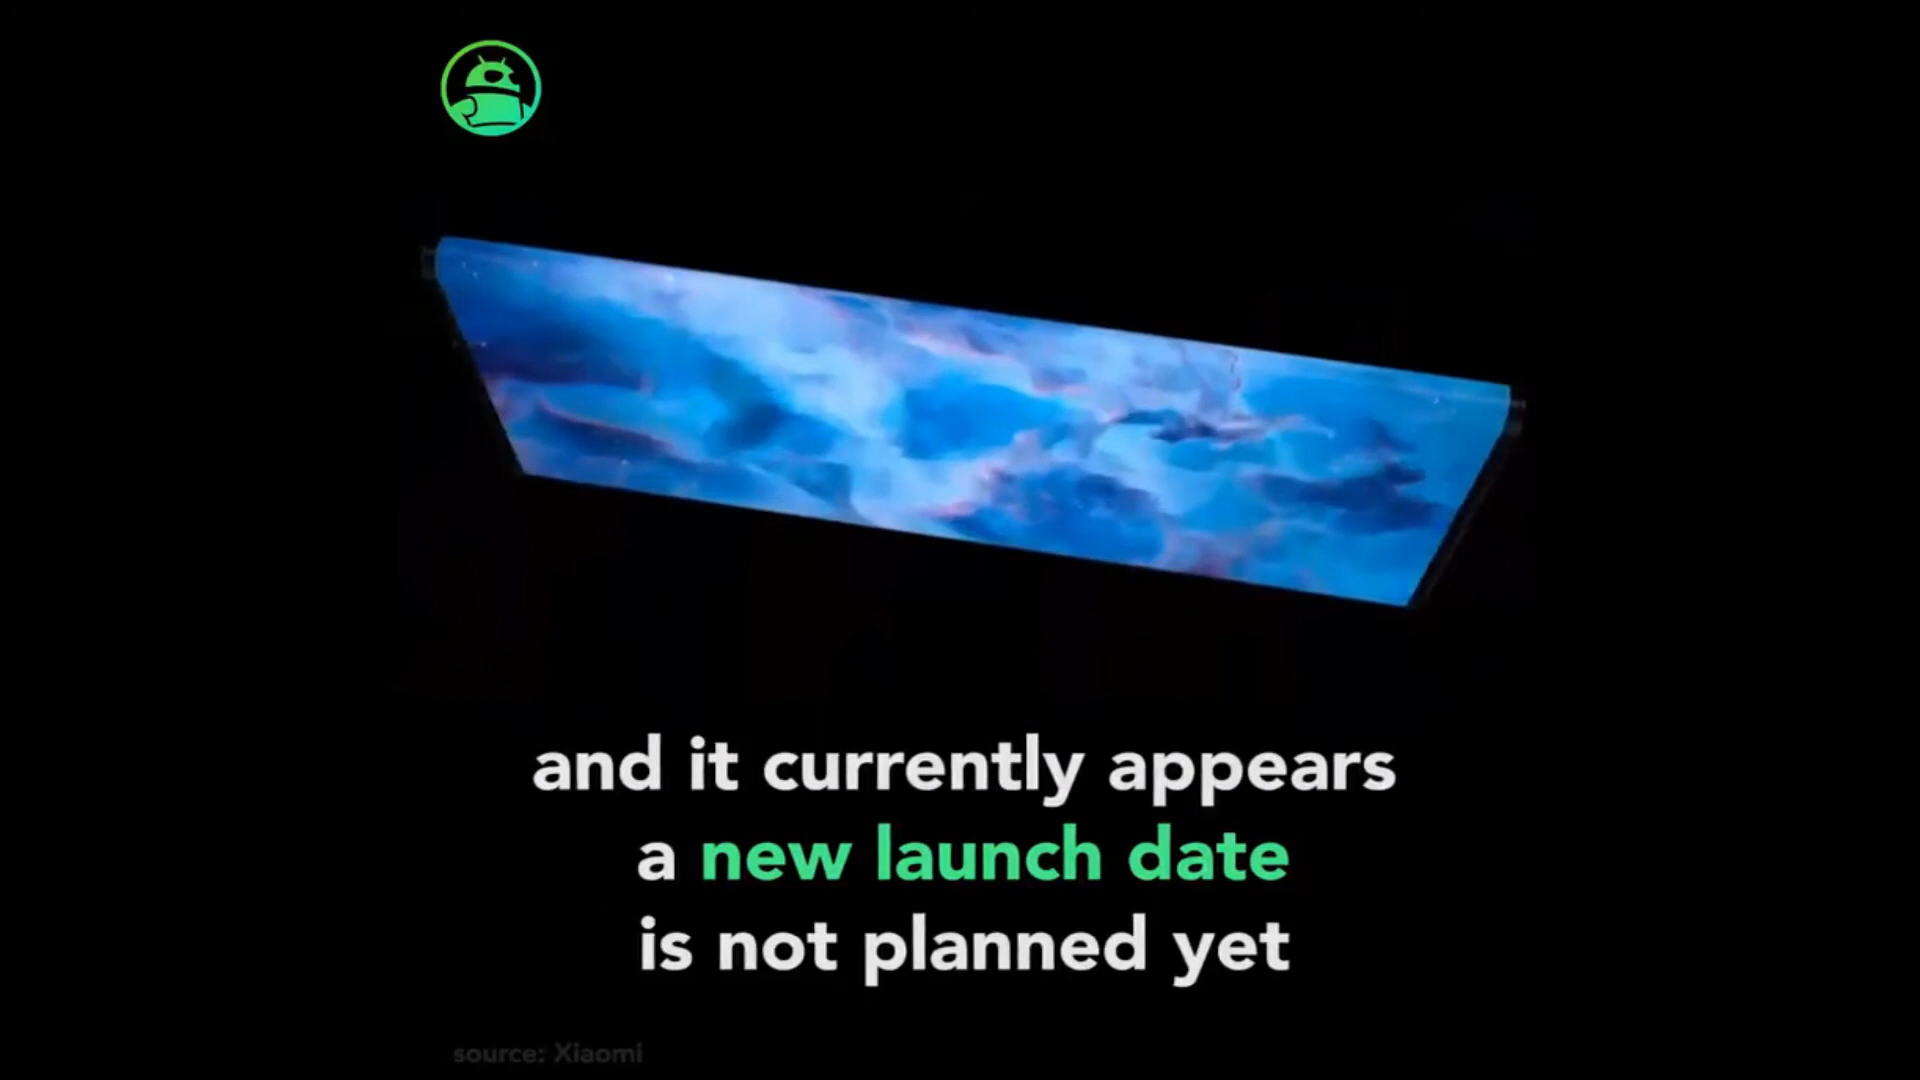 and it currently appears
a new launch date
is not planned yet
source: Xiaomi